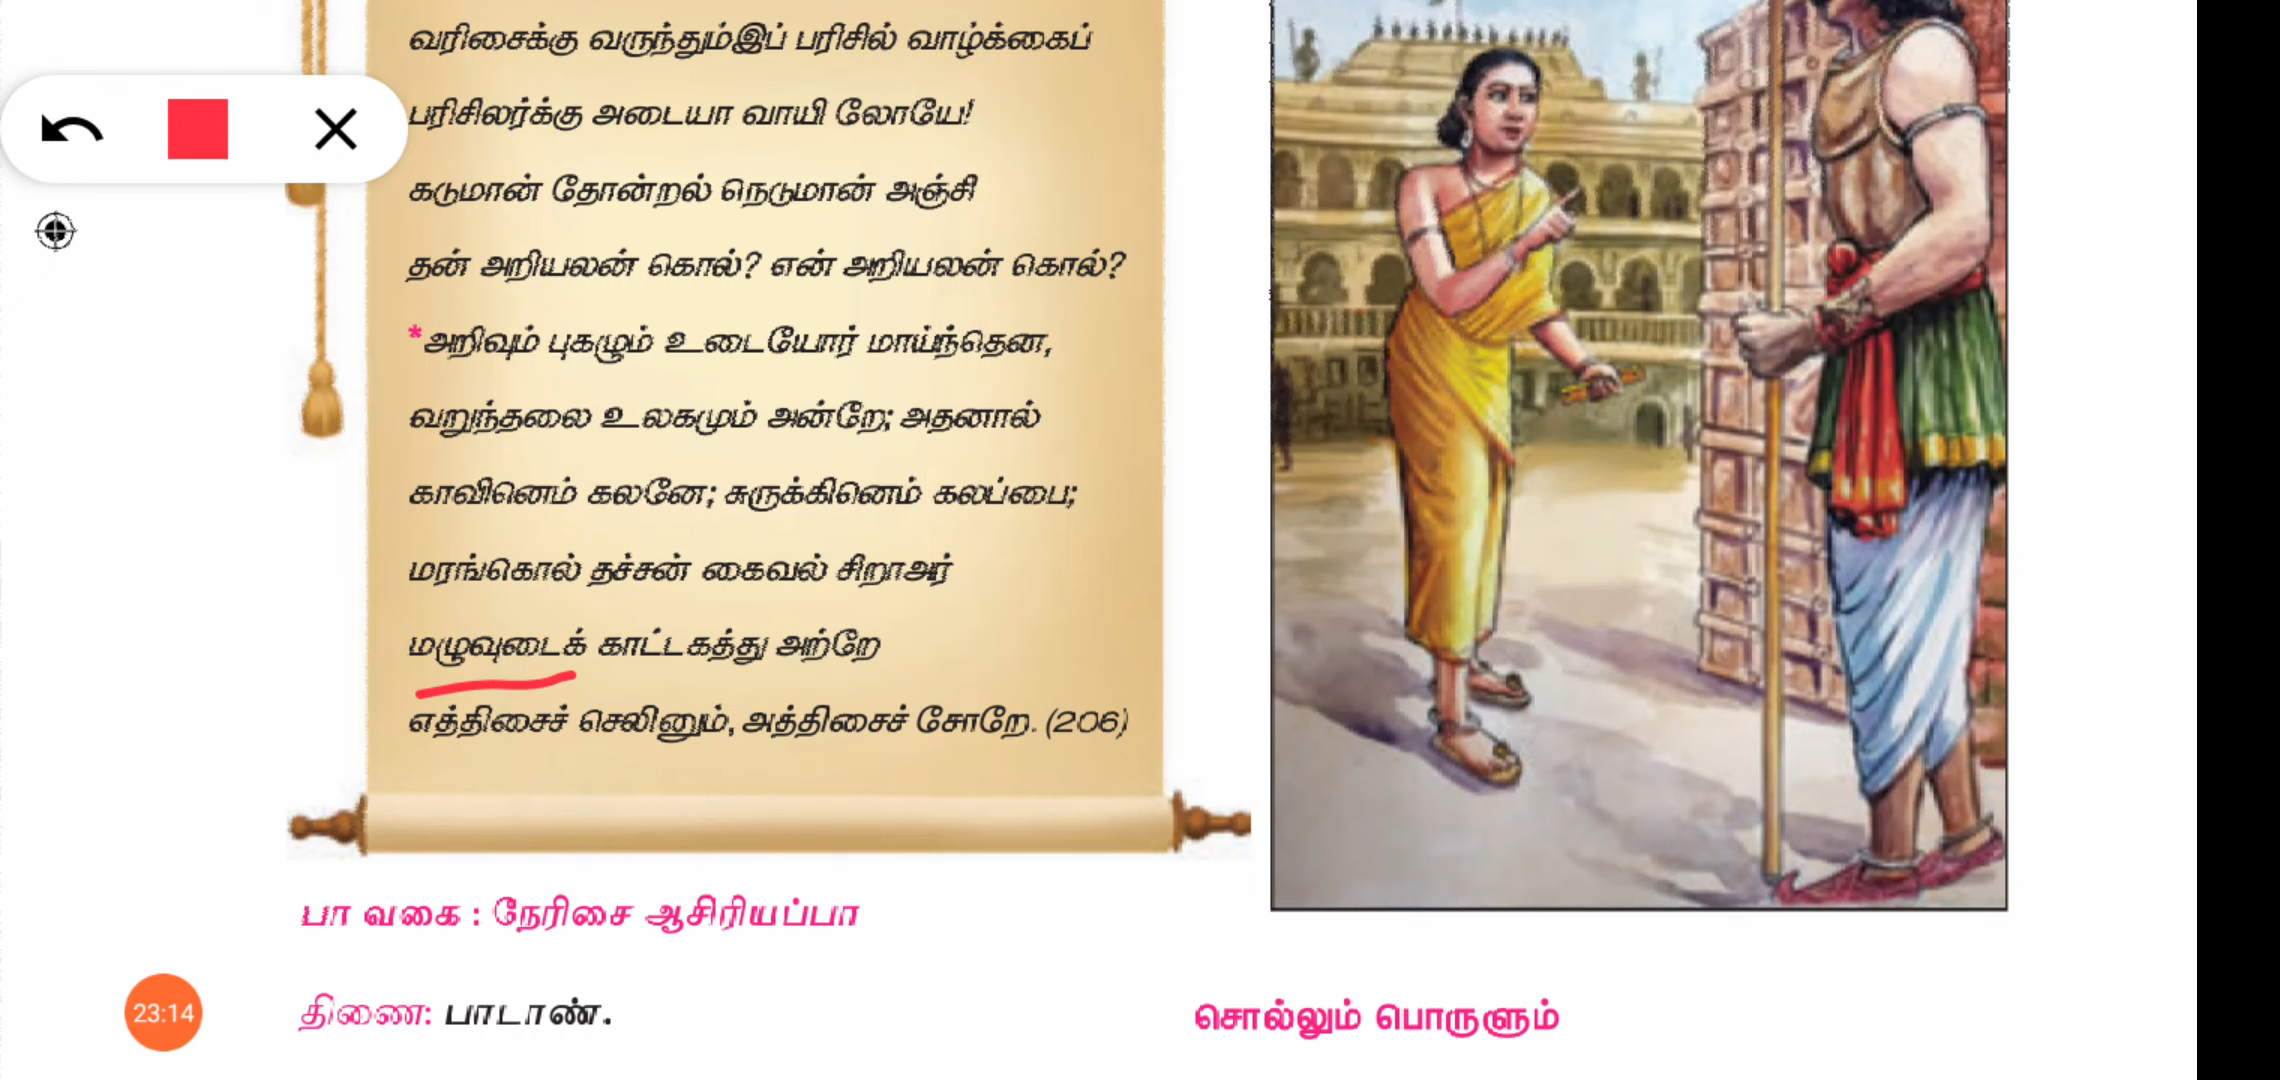 வரிசைக்கு வருந்தும்இப் பரிசில் வாழ்க்கைப்
பரிசிலர்க்கு அடையா வாயி லோயே!
கடுமான் தோன்றல் நெடுமான் அஞ்சி
தன் அறியலன் கொல்? என் அறியலன் கொல்?
*அறிவும் புகழும் உடையோர் மாய்ந்தென,
வறுந்தலை உலகமும் அன்றே; அதனால்
காவினெம் கலனே; சுருக்கினெம் கலப்பை;
மரங்கொல் தச்சன் கைவல் சிறாஅர்
மழுவுடைக் காட்டகத்து அற்றே
எத்திசைச் செலினும், அத்திசைச் சோறே. (206)
பா வகை : நேரிசை ஆசிரியப்பா
23:14
திணை: பாடாண்.
சொல்லும் பொருளும்